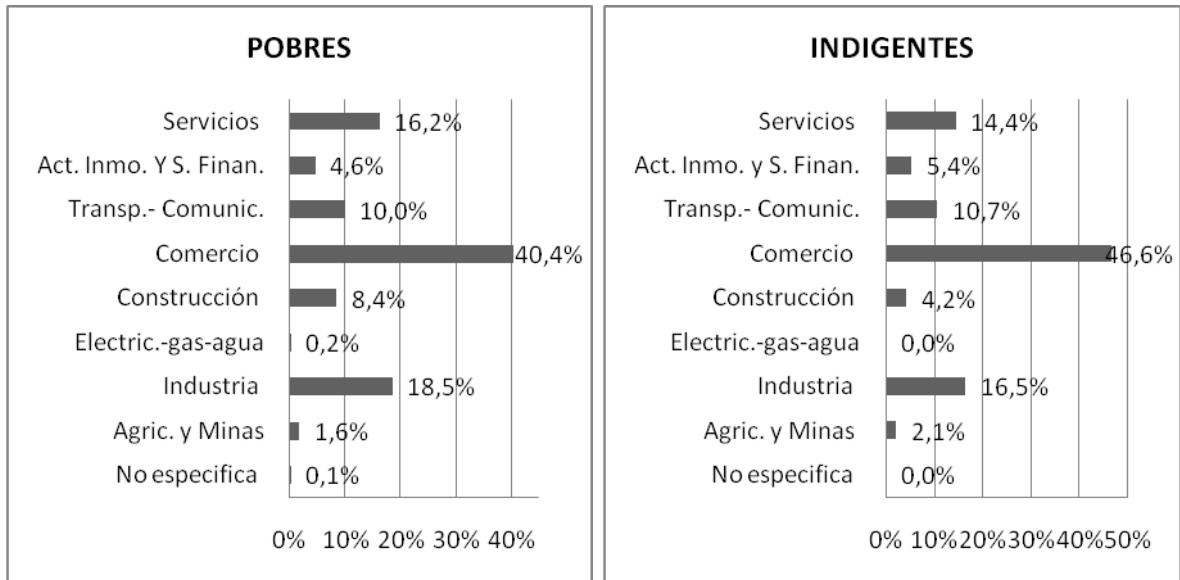 POBRES
Servicios 16,2%
Act. Inmo. Y S. Finan. 4,6%
Transp.- Comunic. 10,0%
Comercio 40,4%
Construcción 8,4%
Electric.-gas-agua 0,2%
Industria 18,5%
Agric. y Minas 1,6%
No especifica 0,1%
0% 10% 20% 30% 40%
INDIGENTES
Servicios 14,4%
Act. Inmo. y S. Finan. 5,4%
Transp.- Comunic. 10,7%
Comercio 46,6%
Construcción 4,2%
Electric.-gas-agua 0,0%
Industria 16,5%
Agric. y Minas 2,1%
No especifica 0,0%
0% 10% 20% 30% 40% 50%